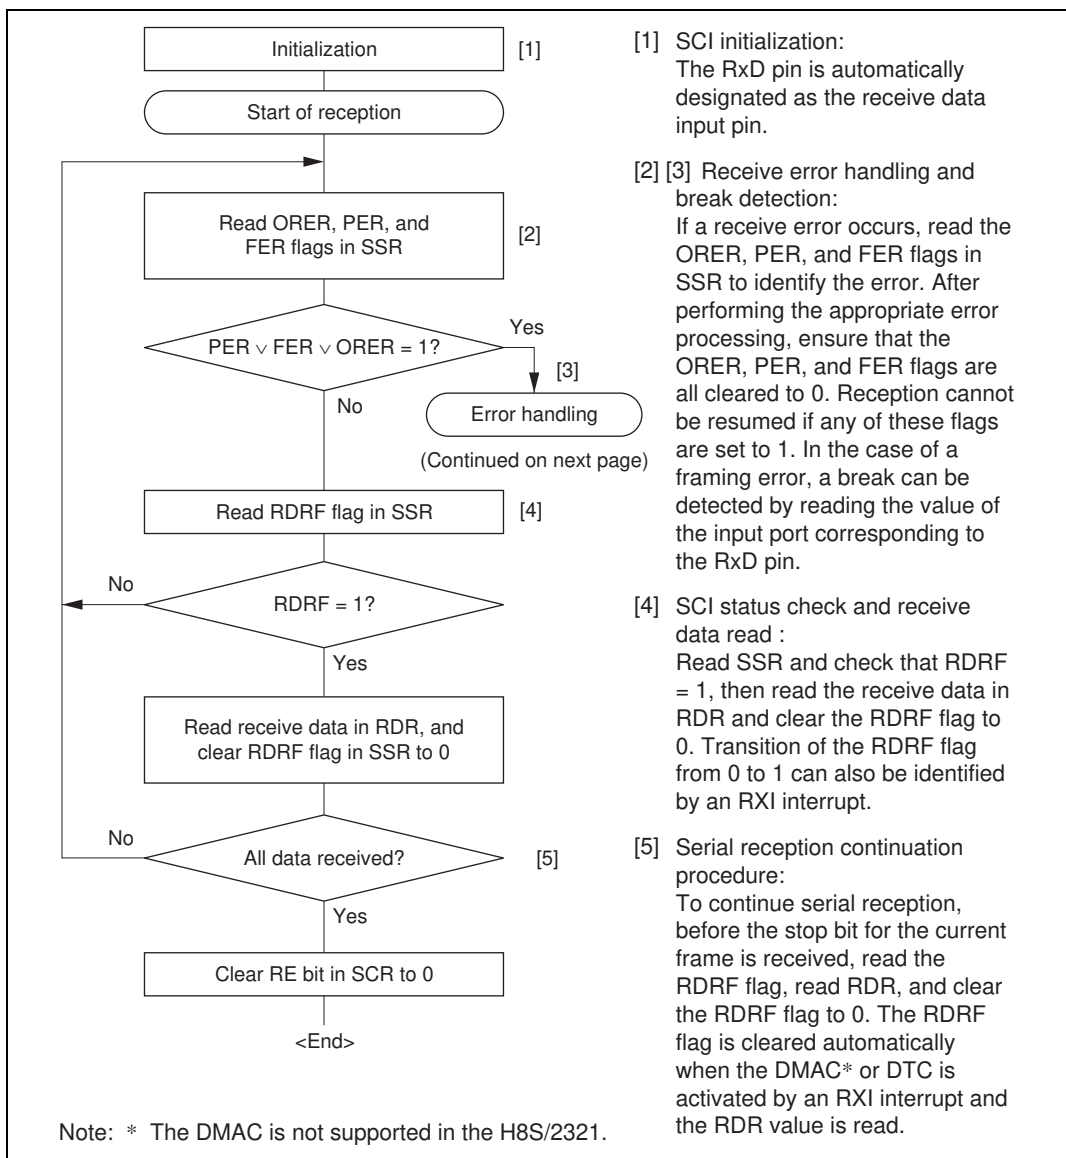 Initialization [1]
Start of reception
Read ORER, PER, and
FER flags in SSR
[2]
PER ∨ FER ∨ ORER = 1?
Yes
[3]
No
Error handling
(Continued on next page)
Read RDRF flag in SSR [4]
No
RDRF = 1?
Yes
Read receive data in RDR, and
clear RDRF flag in SSR to 0
No
All data received? [5]
Yes
Clear RE bit in SCR to 0
<End>
[1] SCI initialization:
The RxD pin is automatically
designated as the receive data
input pin.
[2] [3] Receive error handling and
break detection:
If a receive error occurs, read the
ORER, PER, and FER flags in
SSR to identify the error. After
performing the appropriate error
processing, ensure that the
ORER, PER, and FER flags are
all cleared to 0. Reception cannot
be resumed if any of these flags
are set to 1. In the case of a
framing error, a break can be
detected by reading the value of
the input port corresponding to
the RxD pin.
[4] SCI status check and receive
data read :
Read SSR and check that RDRF
= 1, then read the receive data in
RDR and clear the RDRF flag to
0. Transition of the RDRF flag
from 0 to 1 can also be identified
by an RXI interrupt.
[5] Serial reception continuation
procedure:
To continue serial reception,
before the stop bit for the current
frame is received, read the
RDRF flag, read RDR, and clear
the RDRF flag to 0. The RDRF
flag is cleared automatically
when the DMAC* or DTC is
activated by an RXI interrupt and
the RDR value is read.
Note: * The DMAC is not supported in the H8S/2321.